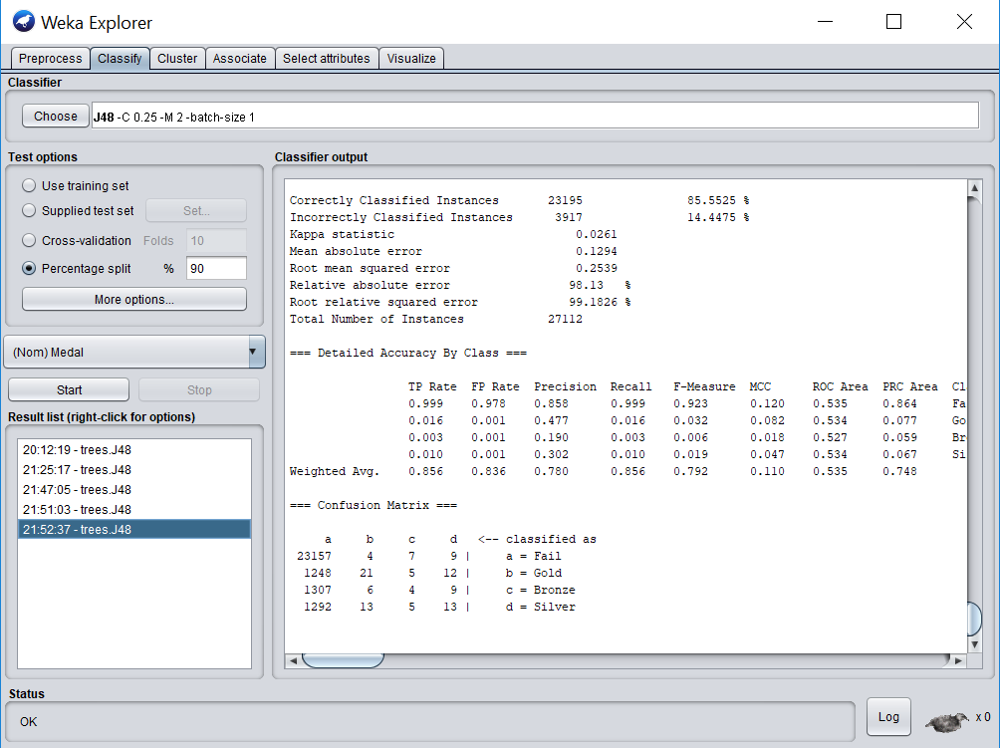 Weka Explorer
Preprocess Classify Cluster Associate Select attributes Visualize
Classifier
Choose J48 -C 0.25 -M 2 -batch-size 1
Test options
Use training set
Supplied test set Set...
Cross-validation Folds 10
Percentage split % 90
More options...
(Nom) Medal
Start Stop
Result list (right-click for options)
20:12:19 - trees.J48
21:25:17 - trees.J48
21:47:05 - trees.J48
21:51:03 - trees.J48
21:52:37 - trees.J48
Classifier output
Correctly Classified Instances 23195 85.5525 %
Incorrectly Classified Instances 3917 14.4475 %
Kappa statistic 0.0261
Mean absolute error 0.1294
Root mean squared error 0.2539
Relative absolute error 98.13 %
Root relative squared error 99.1826 %
Total Number of Instances 27112
=== Detailed Accuracy By Class ===
TP Rate FP Rate Precision Recall F-Measure MCC ROC Area PRC Area Cl
0.999 0.978 0.858 0.999 0.923 0.120 0.535 0.864 Fa
0.016 0.001 0.477 0.016 0.032 0.082 0.534 0.077 Go
0.003 0.001 0.190 0.003 0.006 0.018 0.527 0.059 Br
0.010 0.001 0.302 0.010 0.019 0.047 0.534 0.067 Si
Weighted Avg. 0.856 0.836 0.780 0.856 0.792 0.110 0.535 0.748
=== Confusion Matrix ===
a b c d <-- classified as
23157 4 7 9 | a = Fail
1248 21 5 12 | b = Gold
1307 6 4 9 | c = Bronze
1292 13 5 13 | d = Silver
Status
OK
Log x 0